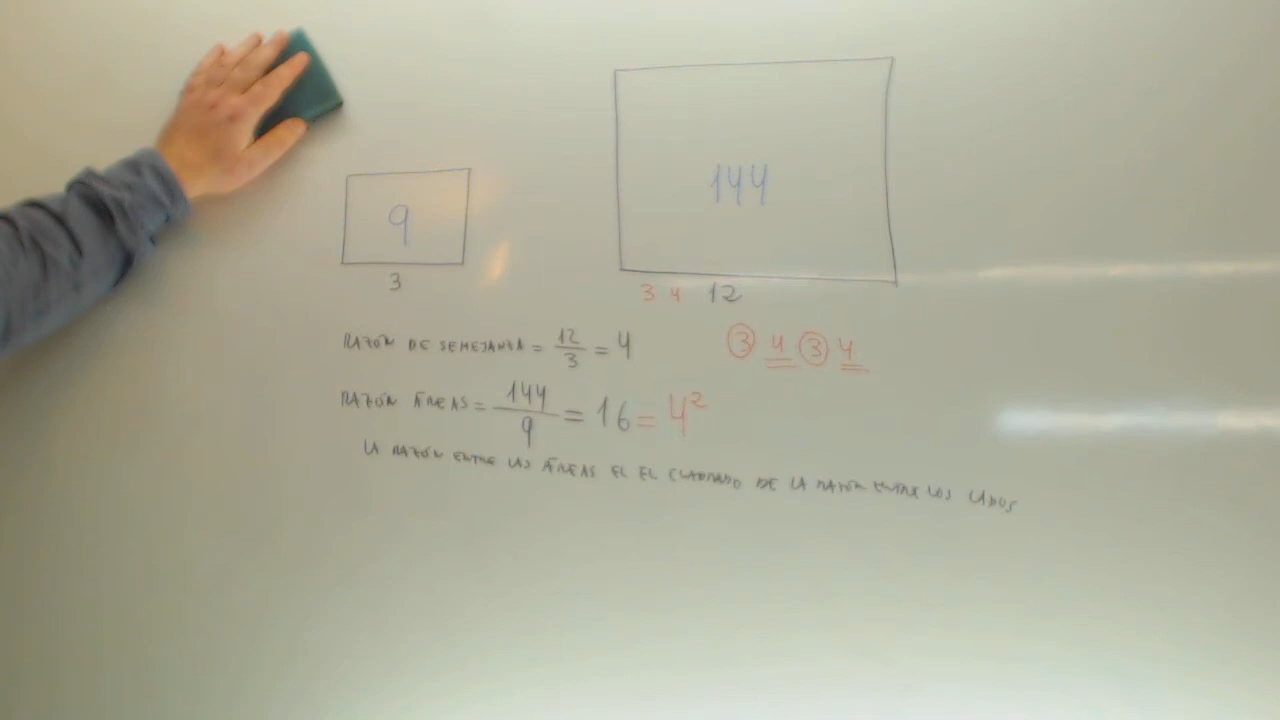 9
144
3
3 4 12
RAZÓN DE SEMEJANZA = 12/3 = 4
3 4 3 4
RAZÓN ÁREAS = 144/9 = 16 = 4²
LA RAZÓN ENTRE LAS ÁREAS EL EL CUADRADO DE LA RAZÓN ENTRE LOS LADOS